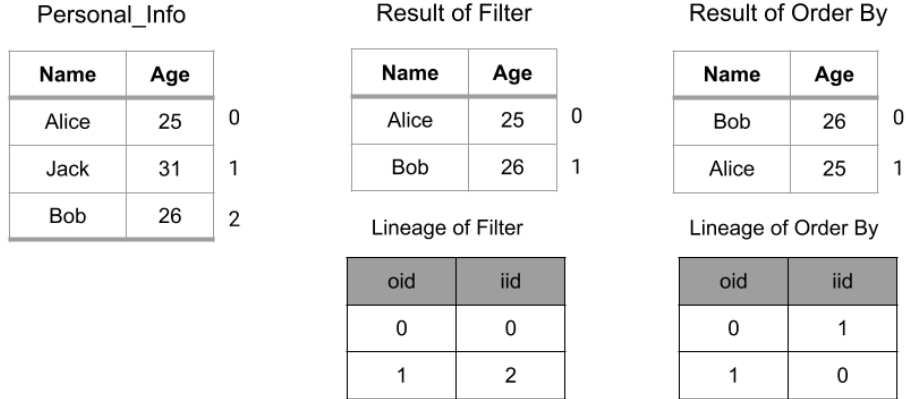 Personal_Info
Name Age
Alice 25 0
Jack 31 1
Bob 26 2
Result of Filter
Name Age
Alice 25 0
Bob 26 1
Lineage of Filter
oid iid
0 0
1 2
Result of Order By
Name Age
Bob 26 0
Alice 25 1
Lineage of Order By
oid iid
0 1
1 0